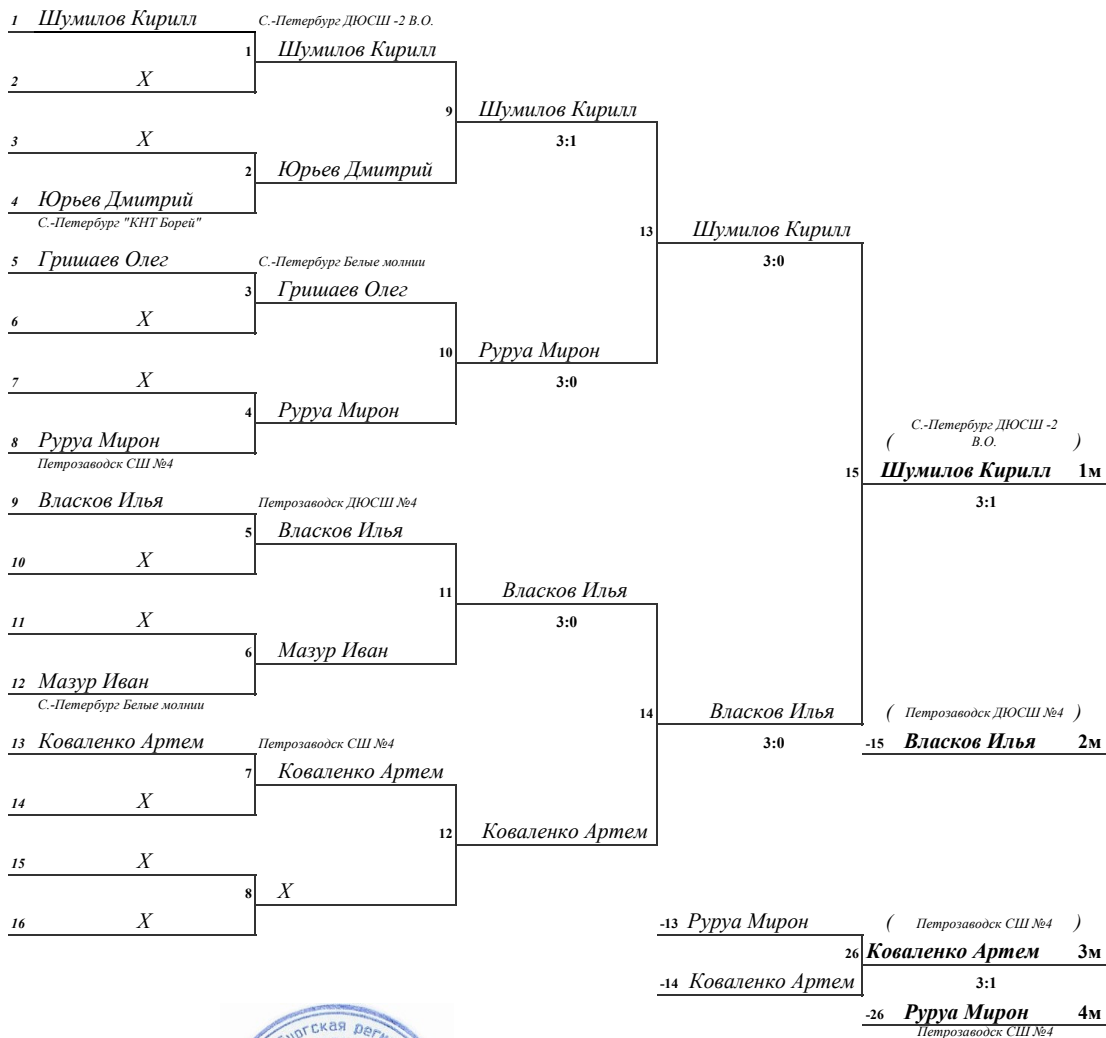 1 Шумилов Кирилл С.-Петербург ДЮСШ -2 В.О.
1 Шумилов Кирилл
2 X
9 Шумилов Кирилл
3:1
3 X
2 Юрьев Дмитрий
4 Юрьев Дмитрий
С.-Петербург "КНТ Борей"
13 Шумилов Кирилл
3:0
5 Гришаев Олег С.-Петербург Белые молнии
3 Гришаев Олег
6 X
10 Руруа Мирон
3:0
7 X
4 Руруа Мирон
8 Руруа Мирон
Петрозаводск СШ №4
( С.-Петербург ДЮСШ -2 В.О. )
15 Шумилов Кирилл 1м
3:1
9 Власков Илья Петрозаводск ДЮСШ №4
5 Власков Илья
10 X
11 Власков Илья
3:0
11 X
6 Мазур Иван
12 Мазур Иван
С.-Петербург Белые молнии
14 Власков Илья ( Петрозаводск ДЮСШ №4 )
3:0 -15 Власков Илья 2м
13 Коваленко Артем Петрозаводск СШ №4
7 Коваленко Артем
14 X
12 Коваленко Артем
15 X
8 X
16 X
-13 Руруа Мирон ( Петрозаводск СШ №4 )
26 Коваленко Артем 3м
-14 Коваленко Артем 3:1
-26 Руруа Мирон 4м
Петрозаводск СШ №4